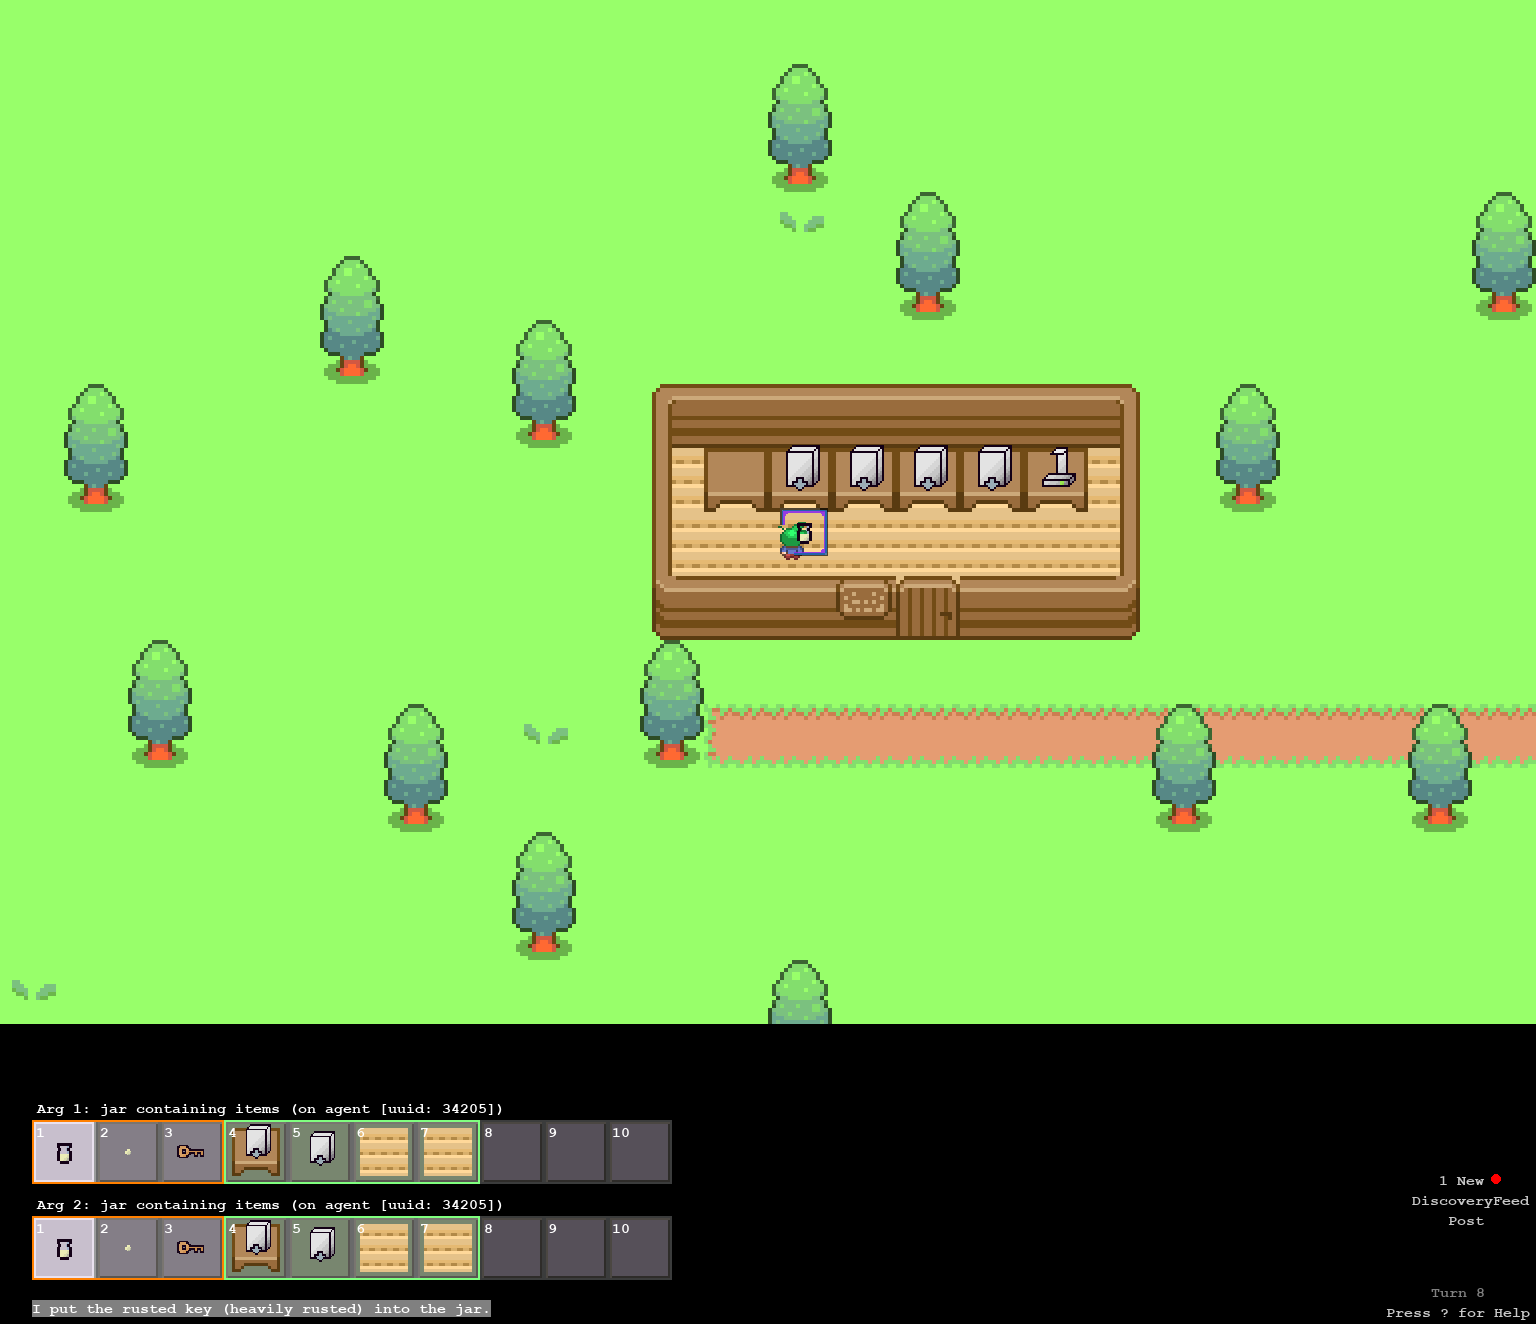 Arg 1: jar containing items (on agent [uuid: 34205])
1 2 3 4 5 6 7 8 9 10
Arg 2: jar containing items (on agent [uuid: 34205])
1 2 3 4 5 6 7 8 9 10
I put the rusted key (heavily rusted) into the jar.
1 New
DiscoveryFeed
Post
Turn 8
Press ? for Help